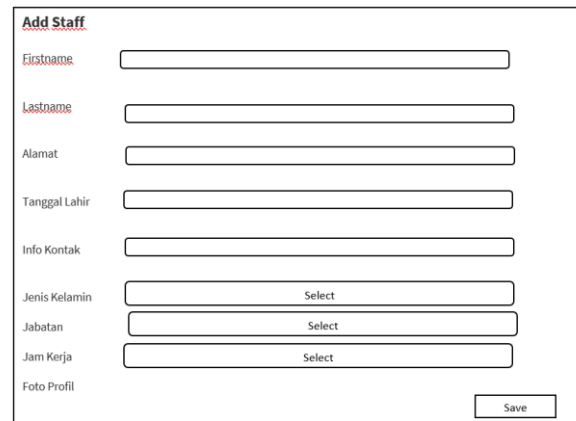 Add Staff
Firstname
Lastname
Alamat
Tanggal Lahir
Info Kontak
Jenis Kelamin Select
Jabatan Select
Jam Kerja Select
Foto Profil
Save